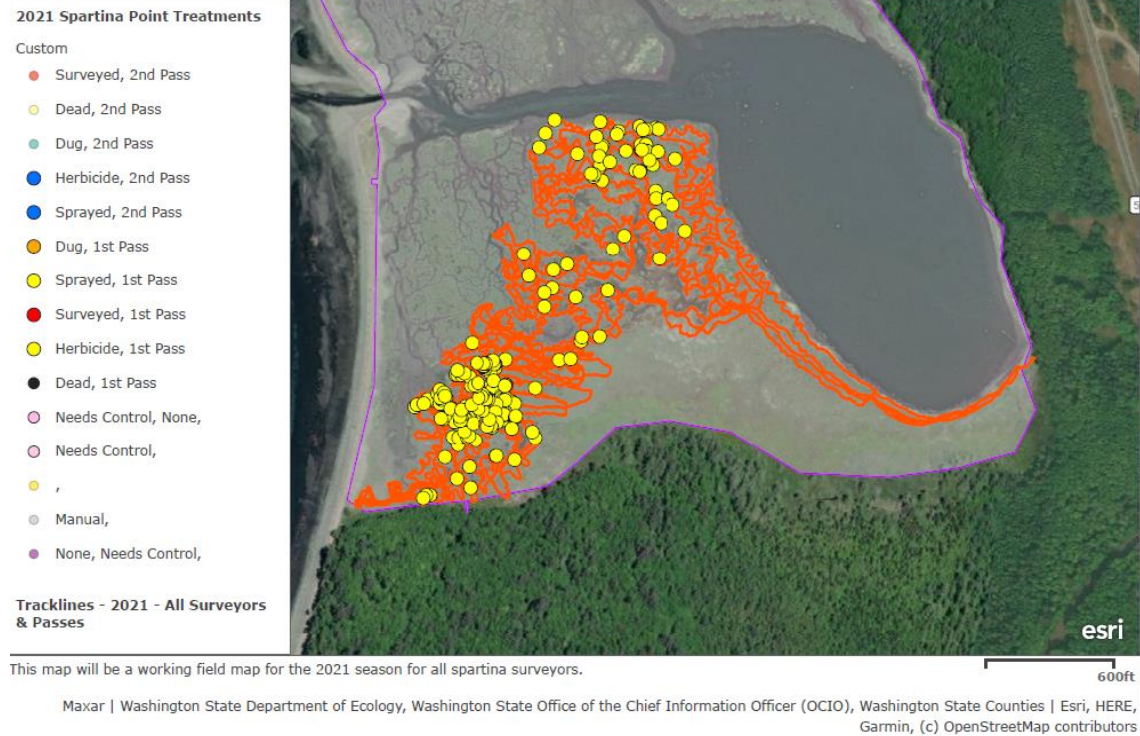 2021 Spartina Point Treatments
Custom
Surveyed, 2nd Pass
Dead, 2nd Pass
Dug, 2nd Pass
Herbicide, 2nd Pass
Sprayed, 2nd Pass
Dug, 1st Pass
Sprayed, 1st Pass
Surveyed, 1st Pass
Herbicide, 1st Pass
Dead, 1st Pass
Needs Control, None,
Needs Control,
,
Manual,
None, Needs Control,
Tracklines - 2021 - All Surveyors
& Passes
5
esri
This map will be a working field map for the 2021 season for all spartina surveyors.
600ft
Maxar | Washington State Department of Ecology, Washington State Office of the Chief Information Officer (OCIO), Washington State Counties | Esri, HERE,
Garmin, (c) OpenStreetMap contributors